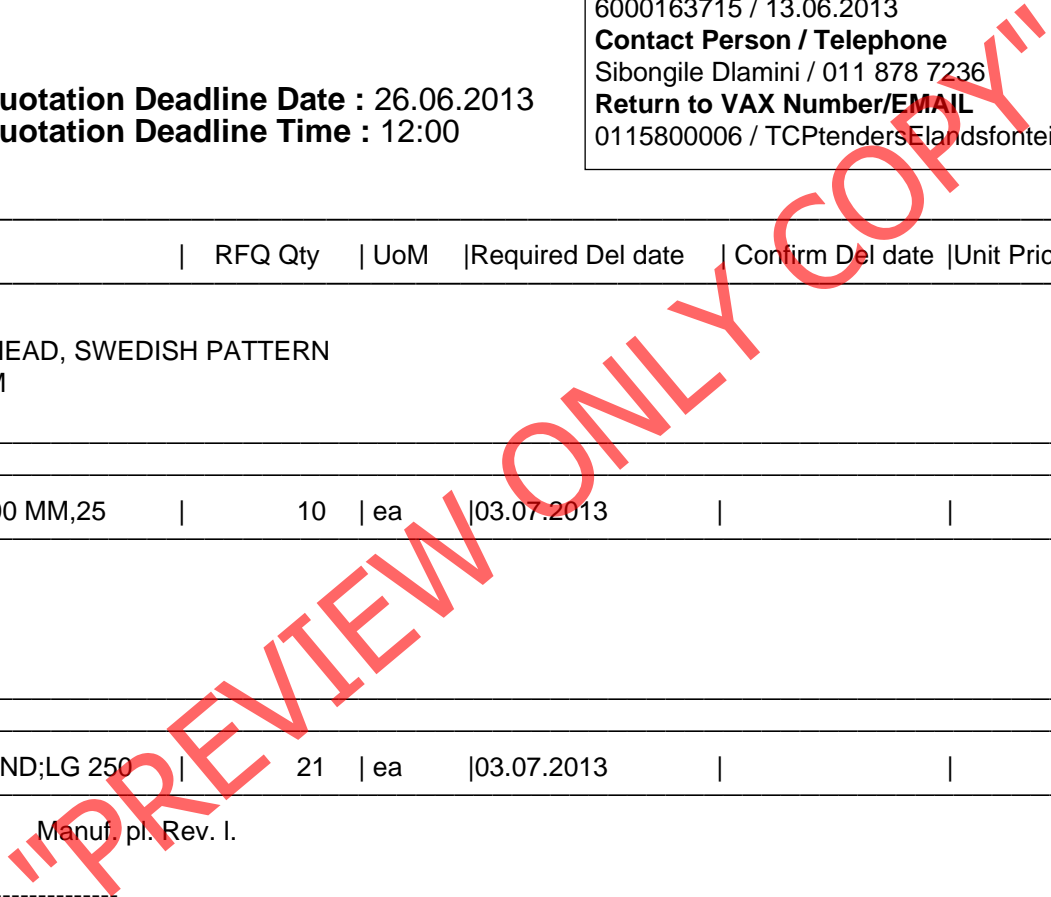 6000163715 / 13.06.2013
Contact Person / Telephone
Sibongile Dlamini / 011 878 7236
uotation Deadline Date : 26.06.2013
Return to VAX Number/EMAIL
uotation Deadline Time : 12:00
0115800006 / TCPtendersElandsfontei
| RFQ Qty | UoM |Required Del date | Confirm Del date |Unit Pric
HEAD, SWEDISH PATTERN
M
00 MM,25 | 10 | ea |03.07.2013 | |
ND;LG 250 | 21 | ea |03.07.2013 | |
Manuf. pl. Rev. I.
--------------
"PREVIEW ONLY COPY"